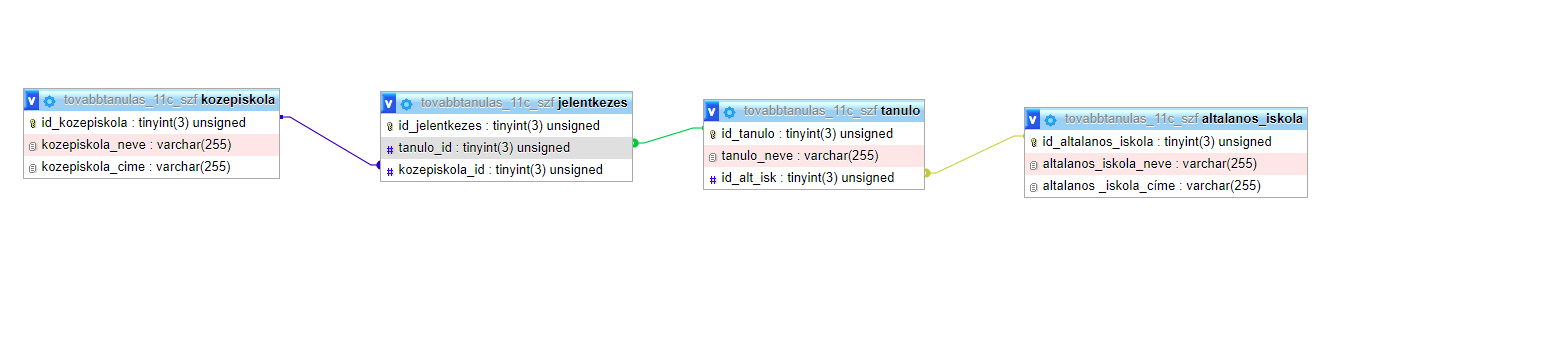 tovabbtanulas_11c_szf kozepiskola
id_kozepiskola : tinyint(3) unsigned
kozepiskola_neve : varchar(255)
kozepiskola_cime : varchar(255)
tovabbtanulas_11c_szf jelentkezes
id_jelentkezes : tinyint(3) unsigned
tanulo_id : tinyint(3) unsigned
kozepiskola_id : tinyint(3) unsigned
tovabbtanulas_11c_szf tanulo
id_tanulo : tinyint(3) unsigned
tanulo_neve : varchar(255)
id_alt_isk : tinyint(3) unsigned
tovabbtanulas_11c_szf altalanos_iskola
id_altalanos_iskola : tinyint(3) unsigned
altalanos_iskola_neve : varchar(255)
altalanos _iskola_címe : varchar(255)